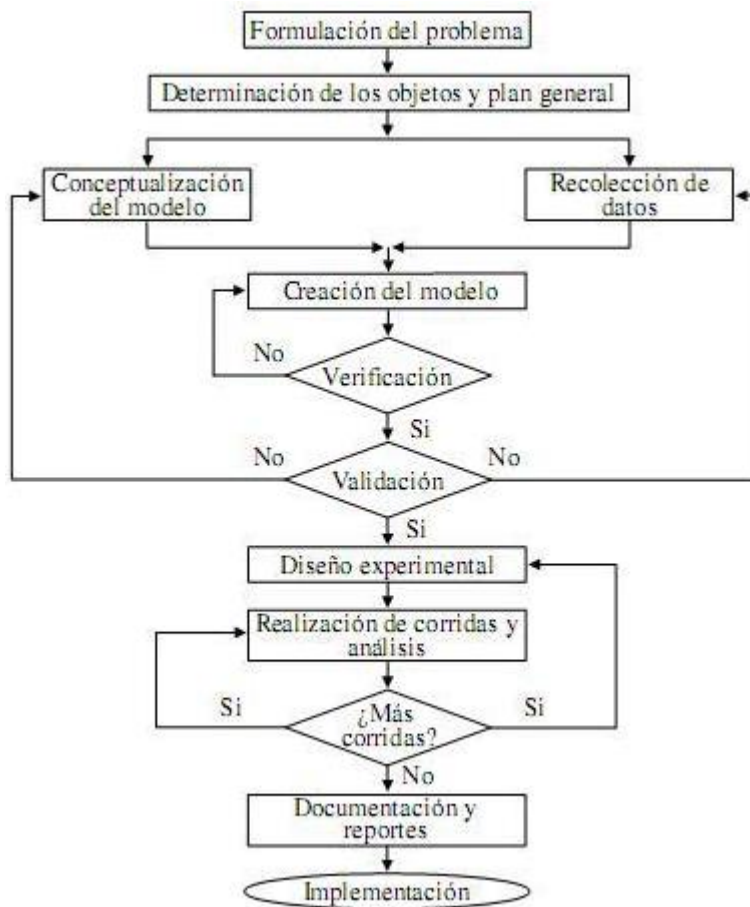 Formulación del problema
Determinación de los objetos y plan general
Conceptualización
del modelo
Recolección de
datos
Creación del modelo
No
Verificación
Si
No
No
Validación
Si
Diseño experimental
Realización de corridas y
análisis
Si
Si
¿Más
corridas?
No
Documentación y
reportes
Implementación